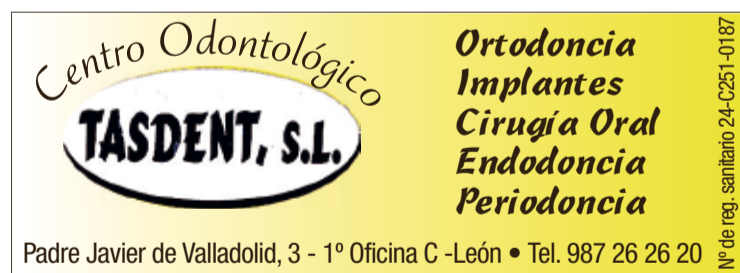 Centro Odontológico
TASDENT, S.L.
Ortodoncia
Implantes
Cirugía Oral
Endodoncia
Periodoncia
Padre Javier de Valladolid, 3 - 1º Oficina C -León • Tel. 987 26 26 20
Nº de reg. sanitario 24-C251-0187